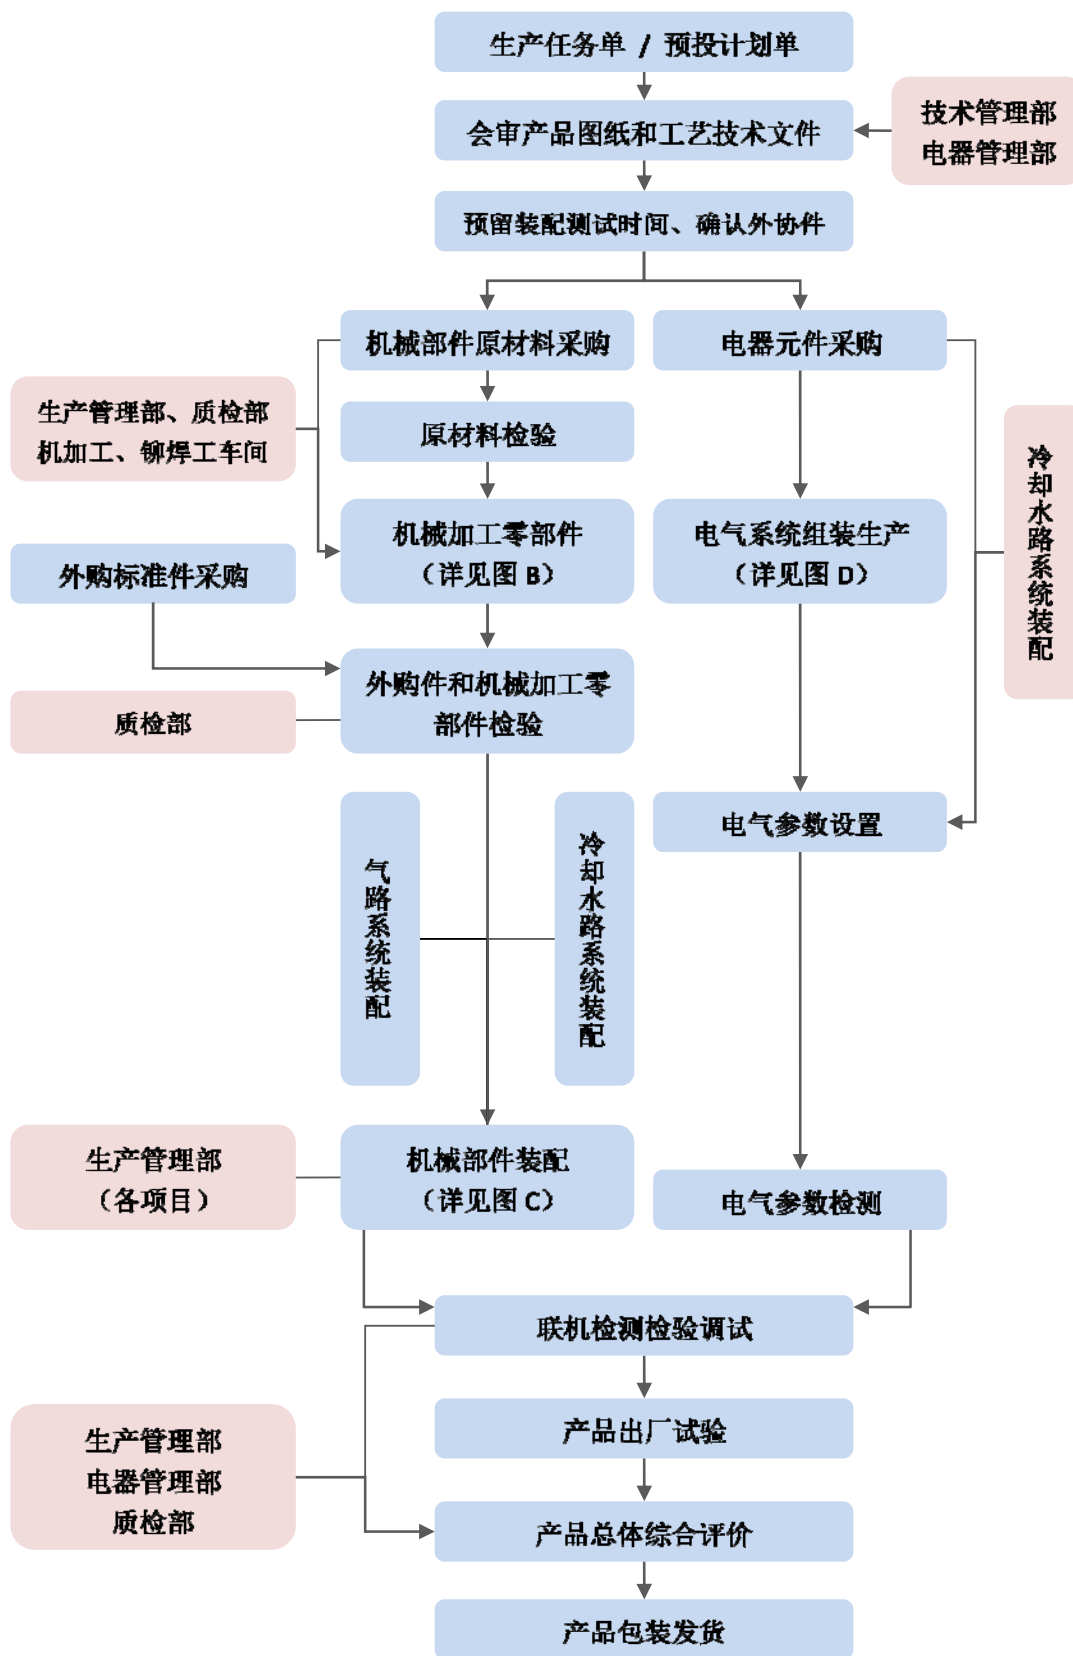 生产任务单 / 预投计划单
会审产品图纸和工艺技术文件
技术管理部
电器管理部
预留装配测试时间、确认外协件
机械部件原材料采购
电器元件采购
生产管理部、质检部
机加工、铆焊工车间
原材料检验
冷却水路系统装配
机械加工零部件
（详见图 B）
电气系统组装生产
（详见图 D）
外购标准件采购
外购件和机械加工零
部件检验
质检部
气路系统装配
冷却水路系统装配
电气参数设置
生产管理部
（各项目）
机械部件装配
（详见图 C）
电气参数检测
联机检测检验调试
产品出厂试验
生产管理部
电器管理部
质检部
产品总体综合评价
产品包装发货